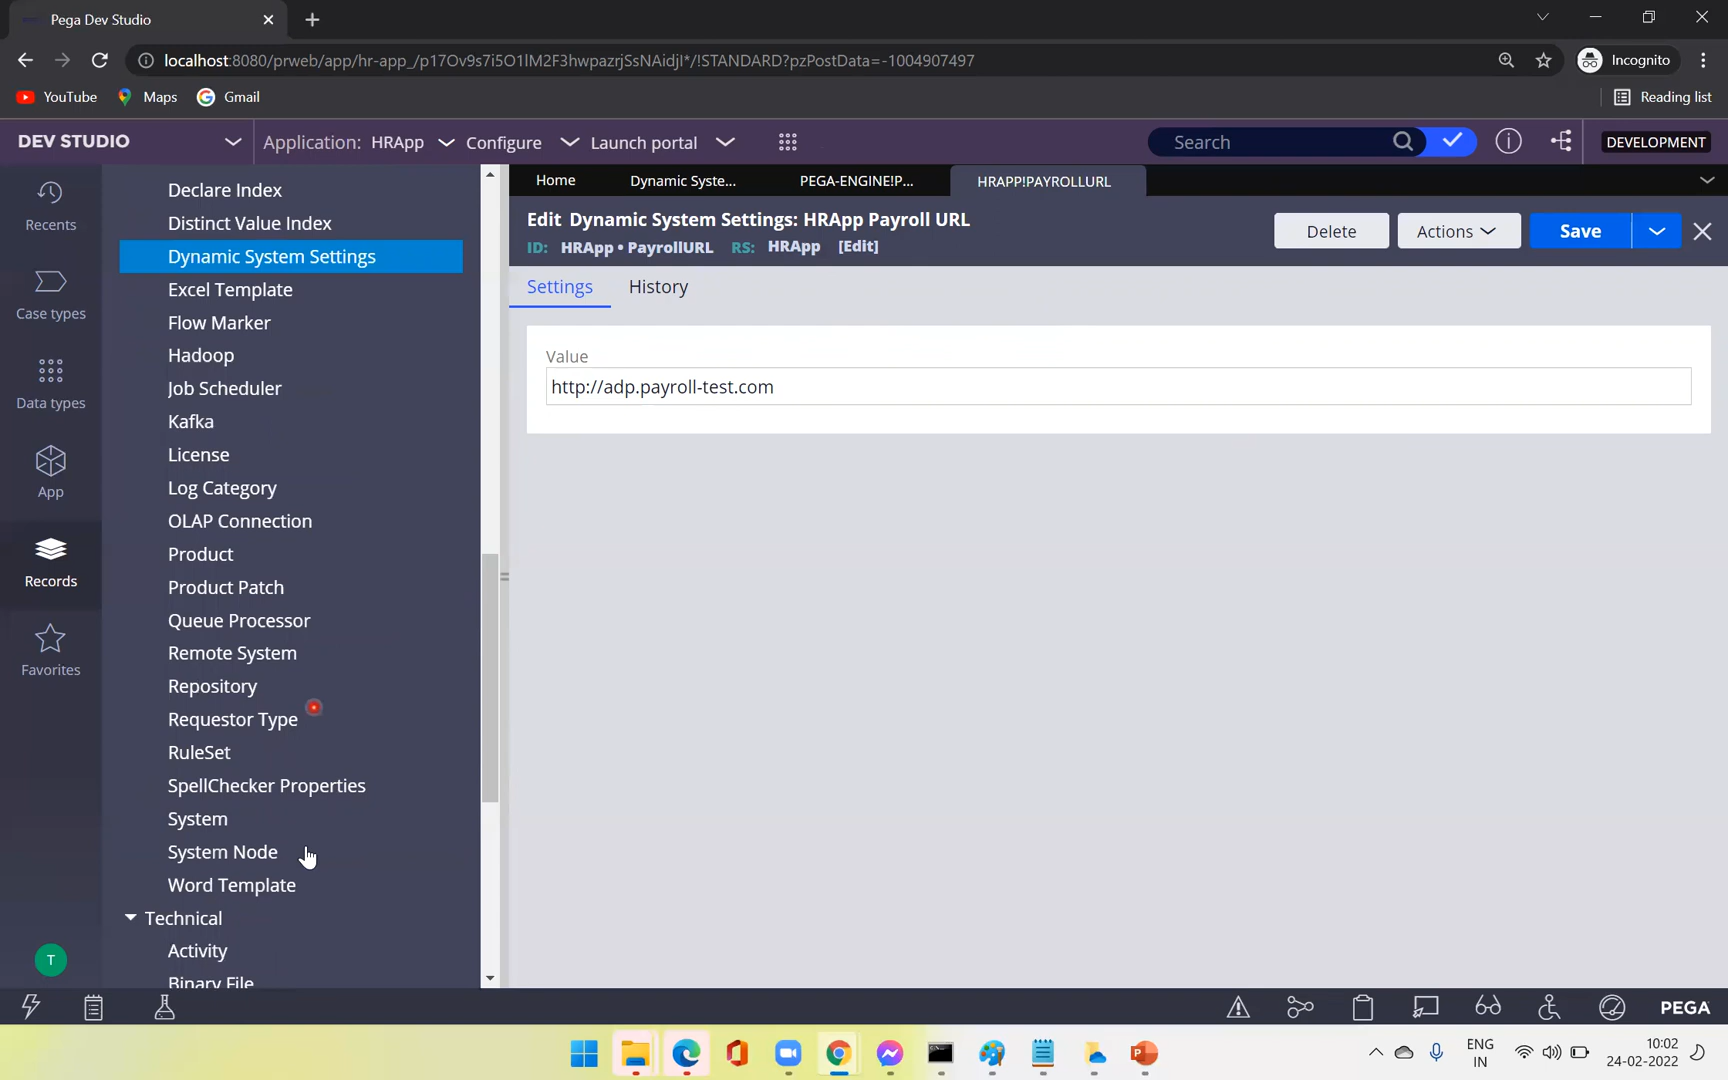 Pega Dev Studio
localhost:8080/prweb/app/hr-app_/p17Ov9s7i5O1IM2F3hwpazrjSsNAidjI*/!STANDARD?pzPostData=-1004907497
Incognito
YouTube Maps Gmail Reading list
DEV STUDIO Application: HRApp Configure Launch portal Search DEVELOPMENT
Home Dynamic Syste... PEGA-ENGINE!P... HRAPP!PAYROLLURL
Edit Dynamic System Settings: HRApp Payroll URL
ID: HRApp • PayrollURL RS: HRApp [Edit]
Delete Actions Save
Settings History
Value
http://adp.payroll-test.com
Recents
Case types
Data types
App
Records
Favorites
T
Declare Index
Distinct Value Index
Dynamic System Settings
Excel Template
Flow Marker
Hadoop
Job Scheduler
Kafka
License
Log Category
OLAP Connection
Product
Product Patch
Queue Processor
Remote System
Repository
Requestor Type
RuleSet
SpellChecker Properties
System
System Node
Word Template
Technical
Activity
Binary File
PEGA
ENG
IN
10:02
24-02-2022